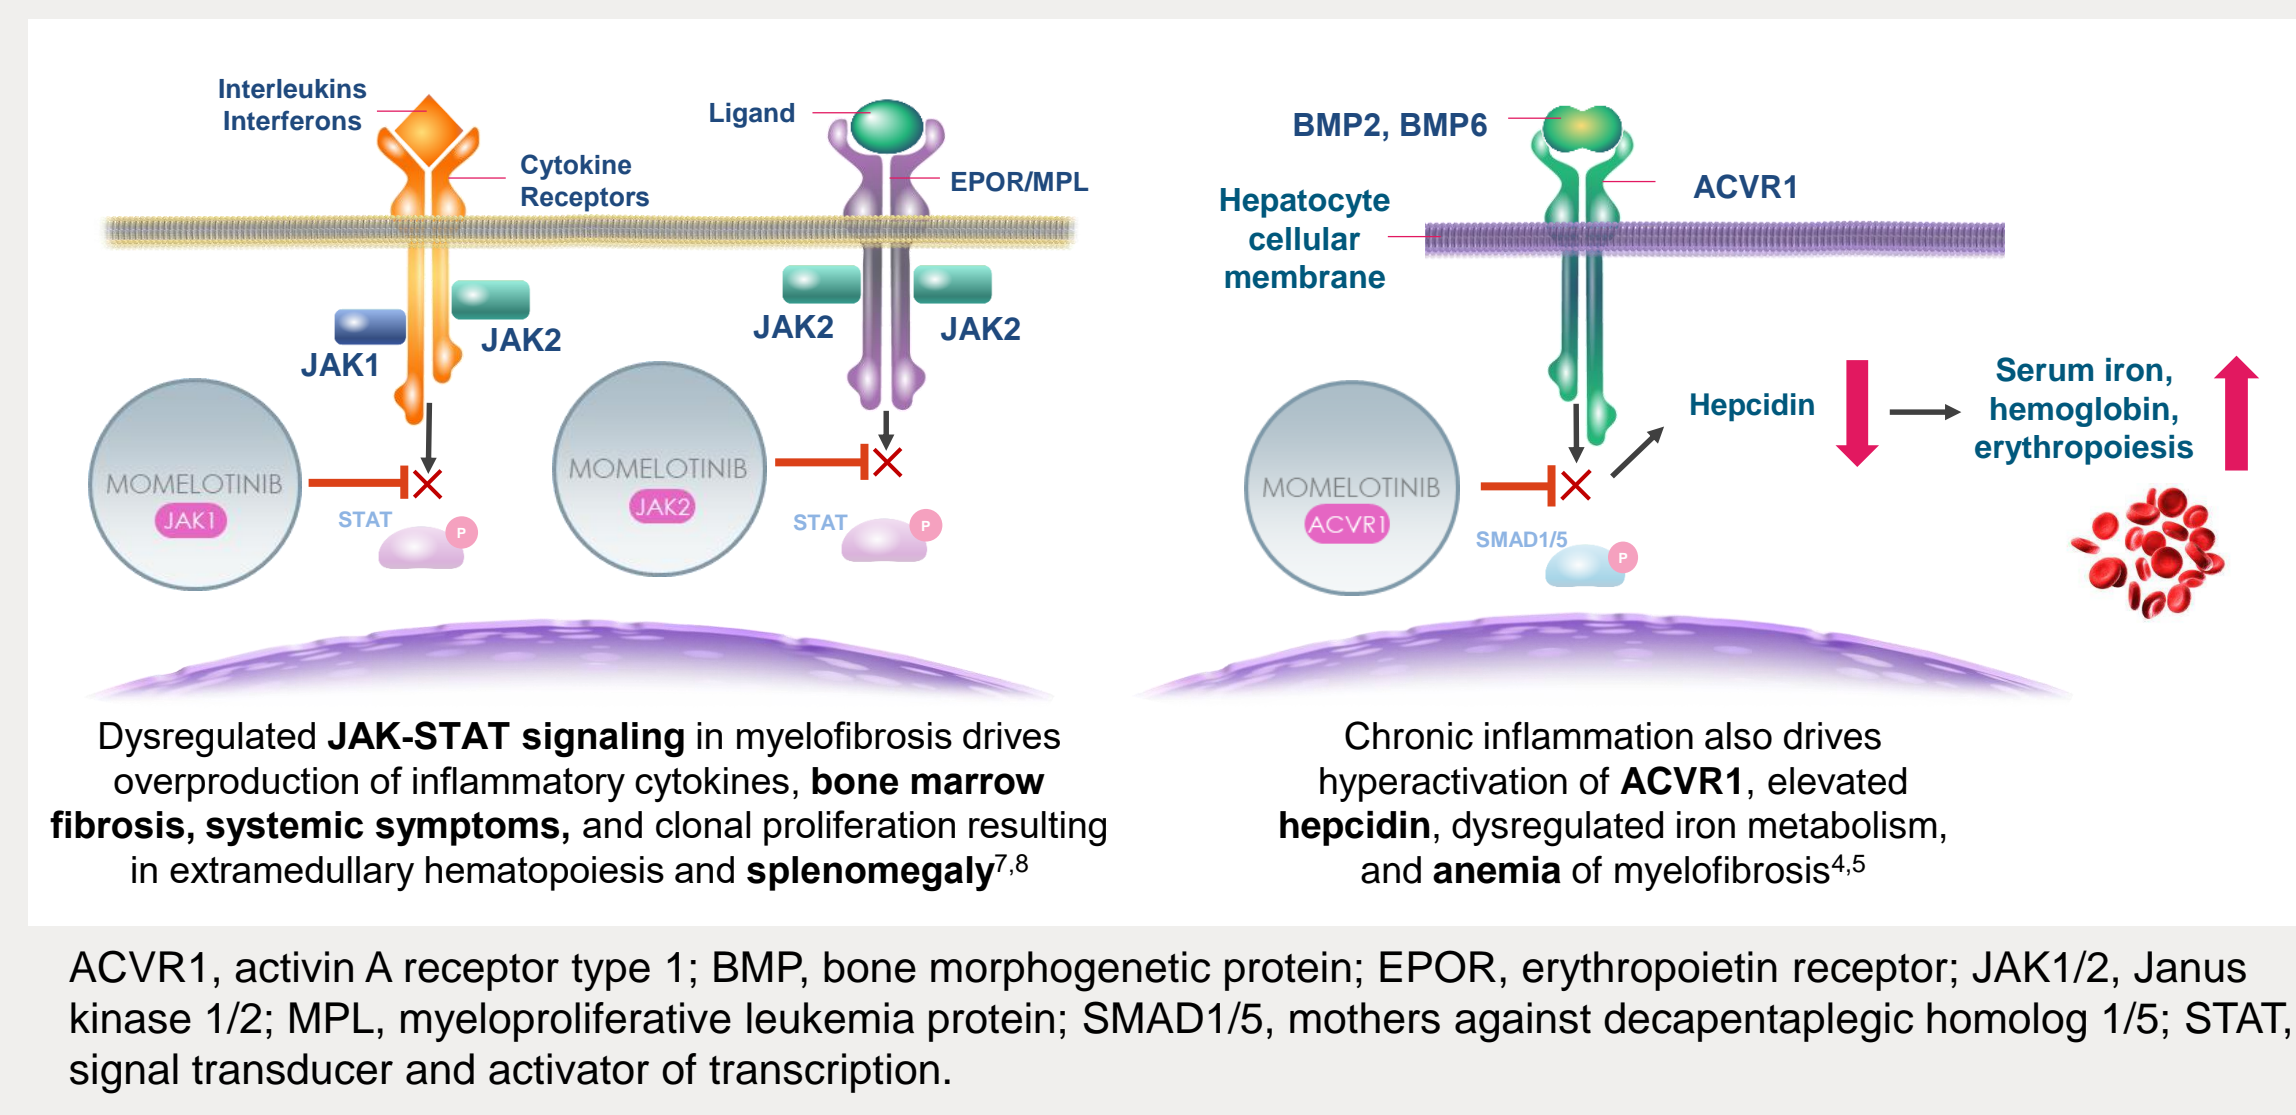 Interleukins
Interferons
Cytokine
Receptors
JAK1
JAK2
MOMELOTINIB
JAK1
STAT
P
Ligand
EPOR/MPL
JAK2
JAK2
MOMELOTINIB
JAK2
STAT
P
Dysregulated JAK-STAT signaling in myelofibrosis drives
overproduction of inflammatory cytokines, bone marrow
fibrosis, systemic symptoms, and clonal proliferation resulting
in extramedullary hematopoiesis and splenomegaly7,8
BMP2, BMP6
ACVR1
Hepatocyte
cellular
membrane
MOMELOTINIB
ACVR1
SMAD1/5
P
Hepcidin
Serum iron,
hemoglobin,
erythropoiesis
Chronic inflammation also drives
hyperactivation of ACVR1, elevated
hepcidin, dysregulated iron metabolism,
and anemia of myelofibrosis4,5
ACVR1, activin A receptor type 1; BMP, bone morphogenetic protein; EPOR, erythropoietin receptor; JAK1/2, Janus
kinase 1/2; MPL, myeloproliferative leukemia protein; SMAD1/5, mothers against decapentaplegic homolog 1/5; STAT,
signal transducer and activator of transcription.